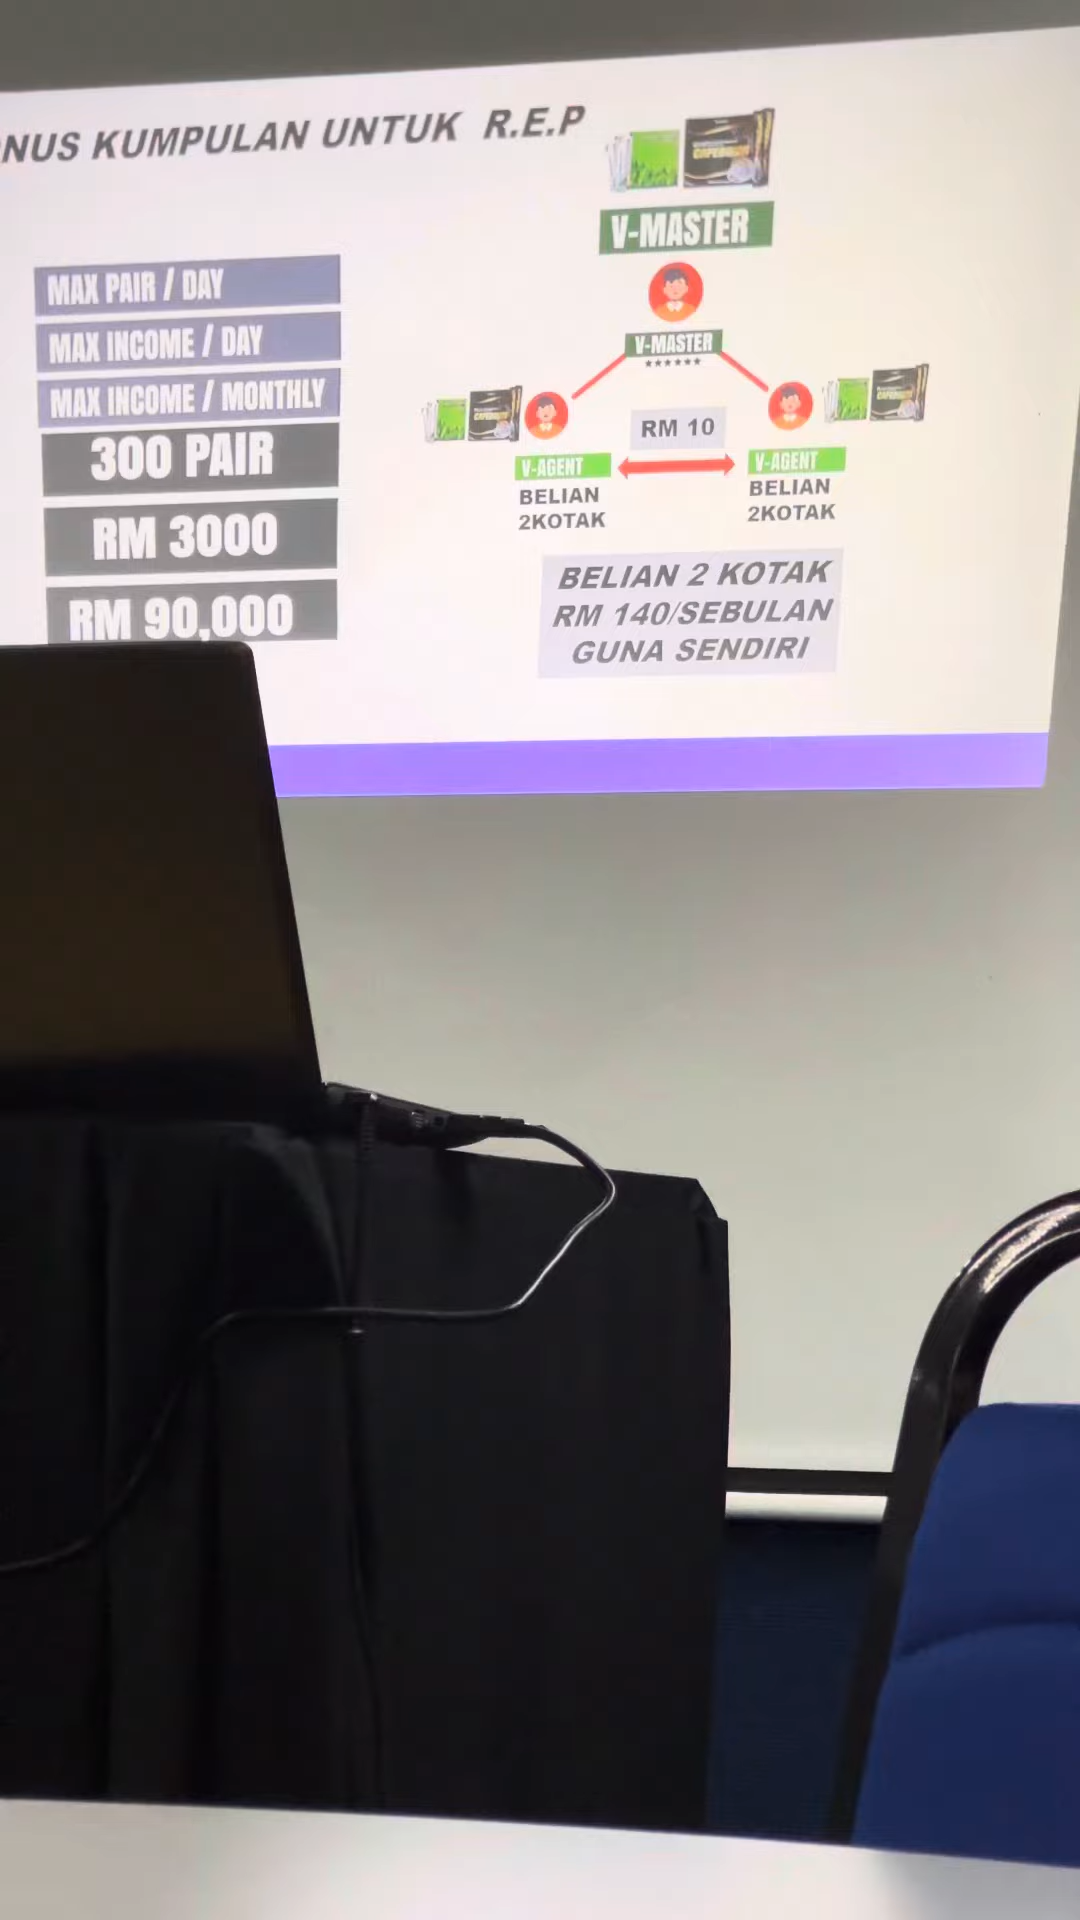 NUS KUMPULAN UNTUK R.E.P
V-MASTER
MAX PAIR / DAY
MAX INCOME / DAY
MAX INCOME / MONTHLY
300 PAIR
RM 3000
RM 90,000
V-MASTER
******
RM 10
V-AGENT
BELIAN
2KOTAK
V-AGENT
BELIAN
2KOTAK
BELIAN 2 KOTAK
RM 140/SEBULAN
GUNA SENDIRI